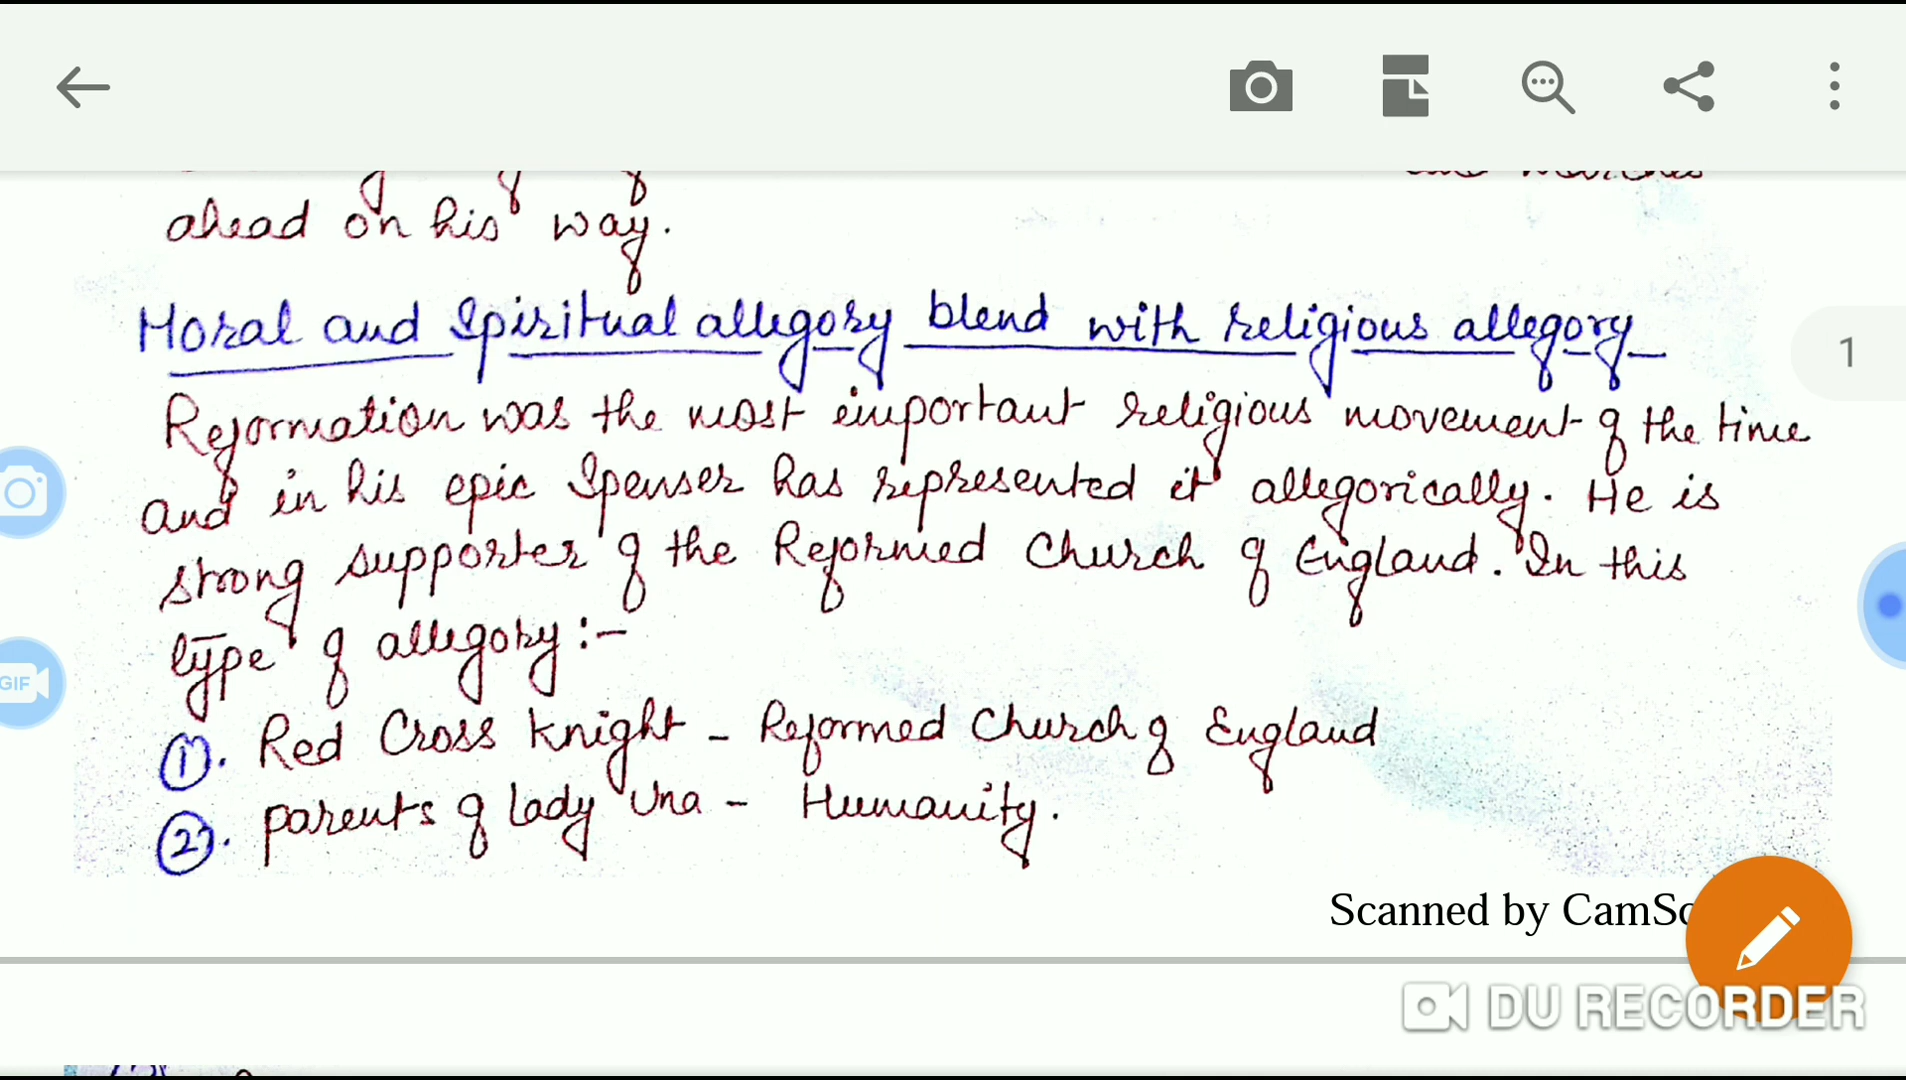 ahead on his way.
Moral and Spiritual allegory blend with religious allegory
1
Reformation was the most important religious movement of the time
and in his epic Spenser has represented it allegorically. He is
strong supporter of the Reformed Church of England. In this
type of allegory:-
1). Red Cross Knight - Reformed Church of England
2). parents of lady Una - Humanity.
GIF
Scanned by CamSc
DU RECORDER